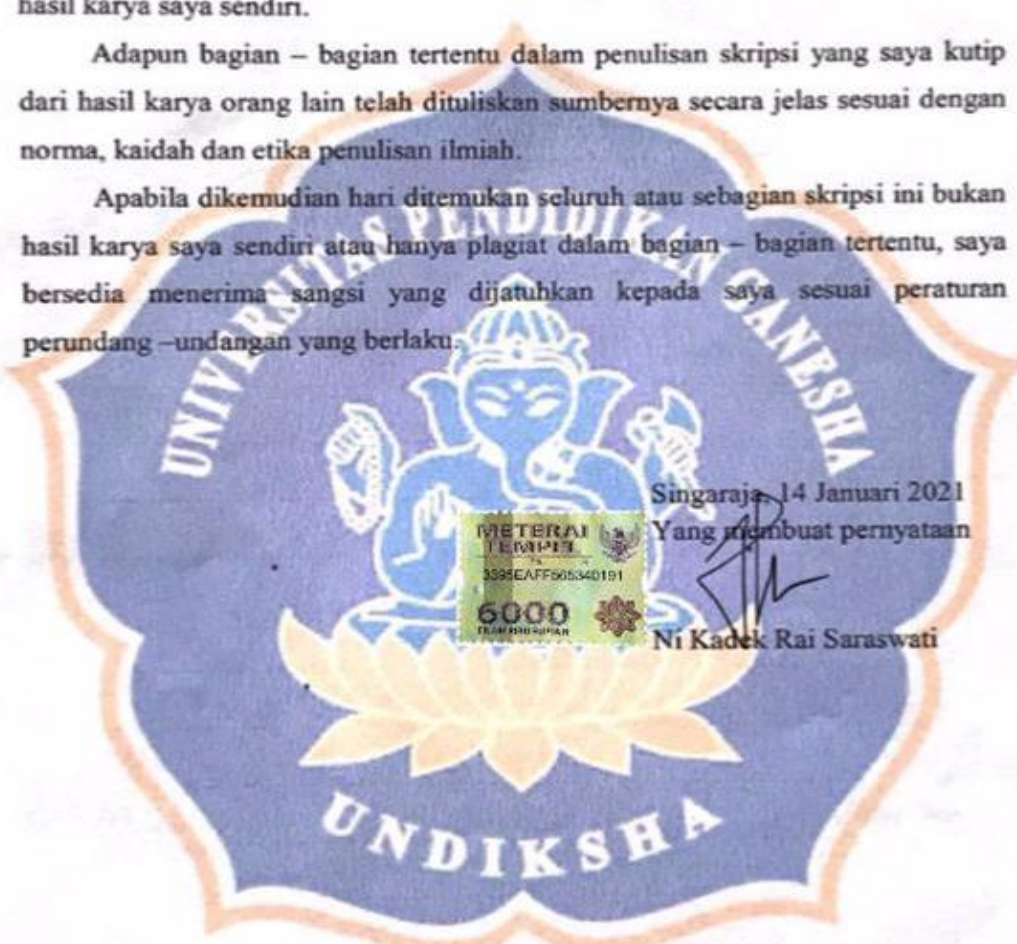 hasil karya saya sendiri.
Adapun bagian – bagian tertentu dalam penulisan skripsi yang saya kutip
dari hasil karya orang lain telah dituliskan sumbernya secara jelas sesuai dengan
norma, kaidah dan etika penulisan ilmiah.
Apabila dikemudian hari ditemukan seluruh atau sebagian skripsi ini bukan
hasil karya saya sendiri atau hanya plagiat dalam bagian – bagian tertentu, saya
bersedia menerima sangsi yang dijatuhkan kepada saya sesuai peraturan
perundang –undangan yang berlaku.
UNIVERSITAS PENDIDIKAN GANESHA
Singaraja, 14 Januari 2021
Yang membuat pernyataan
METERAI
TEMPEL
3395EAFF565340191
6000
ENAM RIBU RUPIAH
Ni Kadek Rai Saraswati
UNDIKSHA